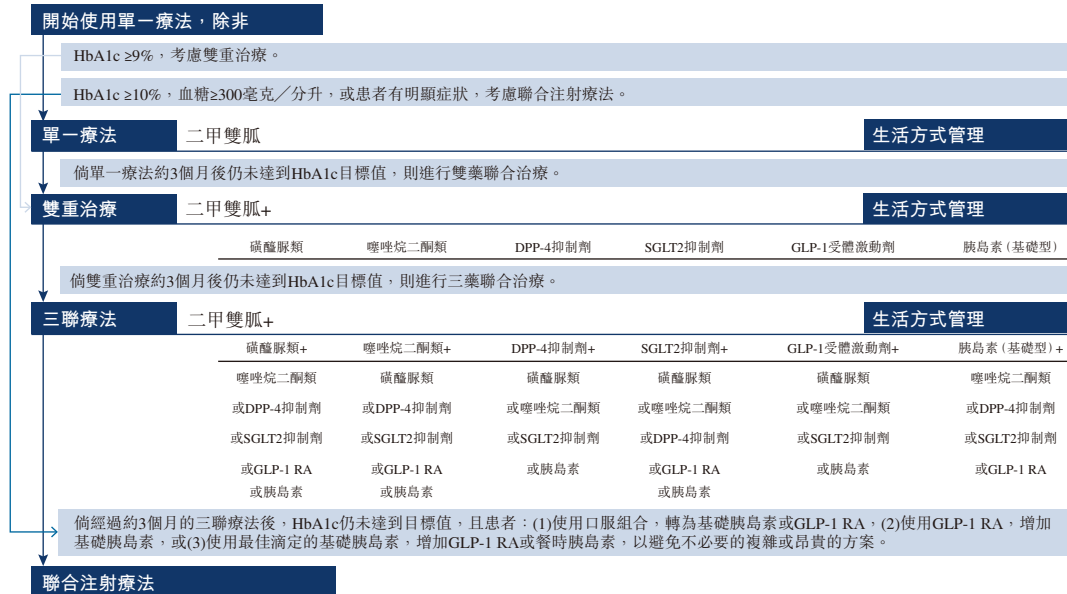 開始使用單一療法，除非
HbA1c ≥9%，考慮雙重治療。
HbA1c ≥10%，血糖≥300毫克／分升，或患者有明顯症狀，考慮聯合注射療法。
單一療法 二甲雙胍 生活方式管理
倘單一療法約3個月後仍未達到HbA1c目標值，則進行雙藥聯合治療。
雙重治療 二甲雙胍+ 生活方式管理
磺醯脲類 噻唑烷二酮類 DPP-4抑制劑 SGLT2抑制劑 GLP-1受體激動劑 胰島素（基礎型）
倘雙重治療約3個月後仍未達到HbA1c目標值，則進行三藥聯合治療。
三聯療法 二甲雙胍+ 生活方式管理
磺醯脲類+ 噻唑烷二酮類+ DPP-4抑制劑+ SGLT2抑制劑+ GLP-1受體激動劑+ 胰島素（基礎型）+
噻唑烷二酮類 磺醯脲類 磺醯脲類 磺醯脲類 磺醯脲類 噻唑烷二酮類
或DPP-4抑制劑 或DPP-4抑制劑 或噻唑烷二酮類 或噻唑烷二酮類 或噻唑烷二酮類 或DPP-4抑制劑
或SGLT2抑制劑 或SGLT2抑制劑 或SGLT2抑制劑 或DPP-4抑制劑 或SGLT2抑制劑 或SGLT2抑制劑
或GLP-1 RA 或GLP-1 RA 或胰島素 或GLP-1 RA 或胰島素 或GLP-1 RA
或胰島素 或胰島素 或胰島素
倘經過約3個月的三聯療法後，HbA1c仍未達到目標值，且患者：(1)使用口服組合，轉為基礎胰島素或GLP-1 RA，(2)使用GLP-1 RA，增加
基礎胰島素，或(3)使用最佳滴定的基礎胰島素，增加GLP-1 RA或餐時胰島素，以避免不必要的複雜或昂貴的方案。
聯合注射療法